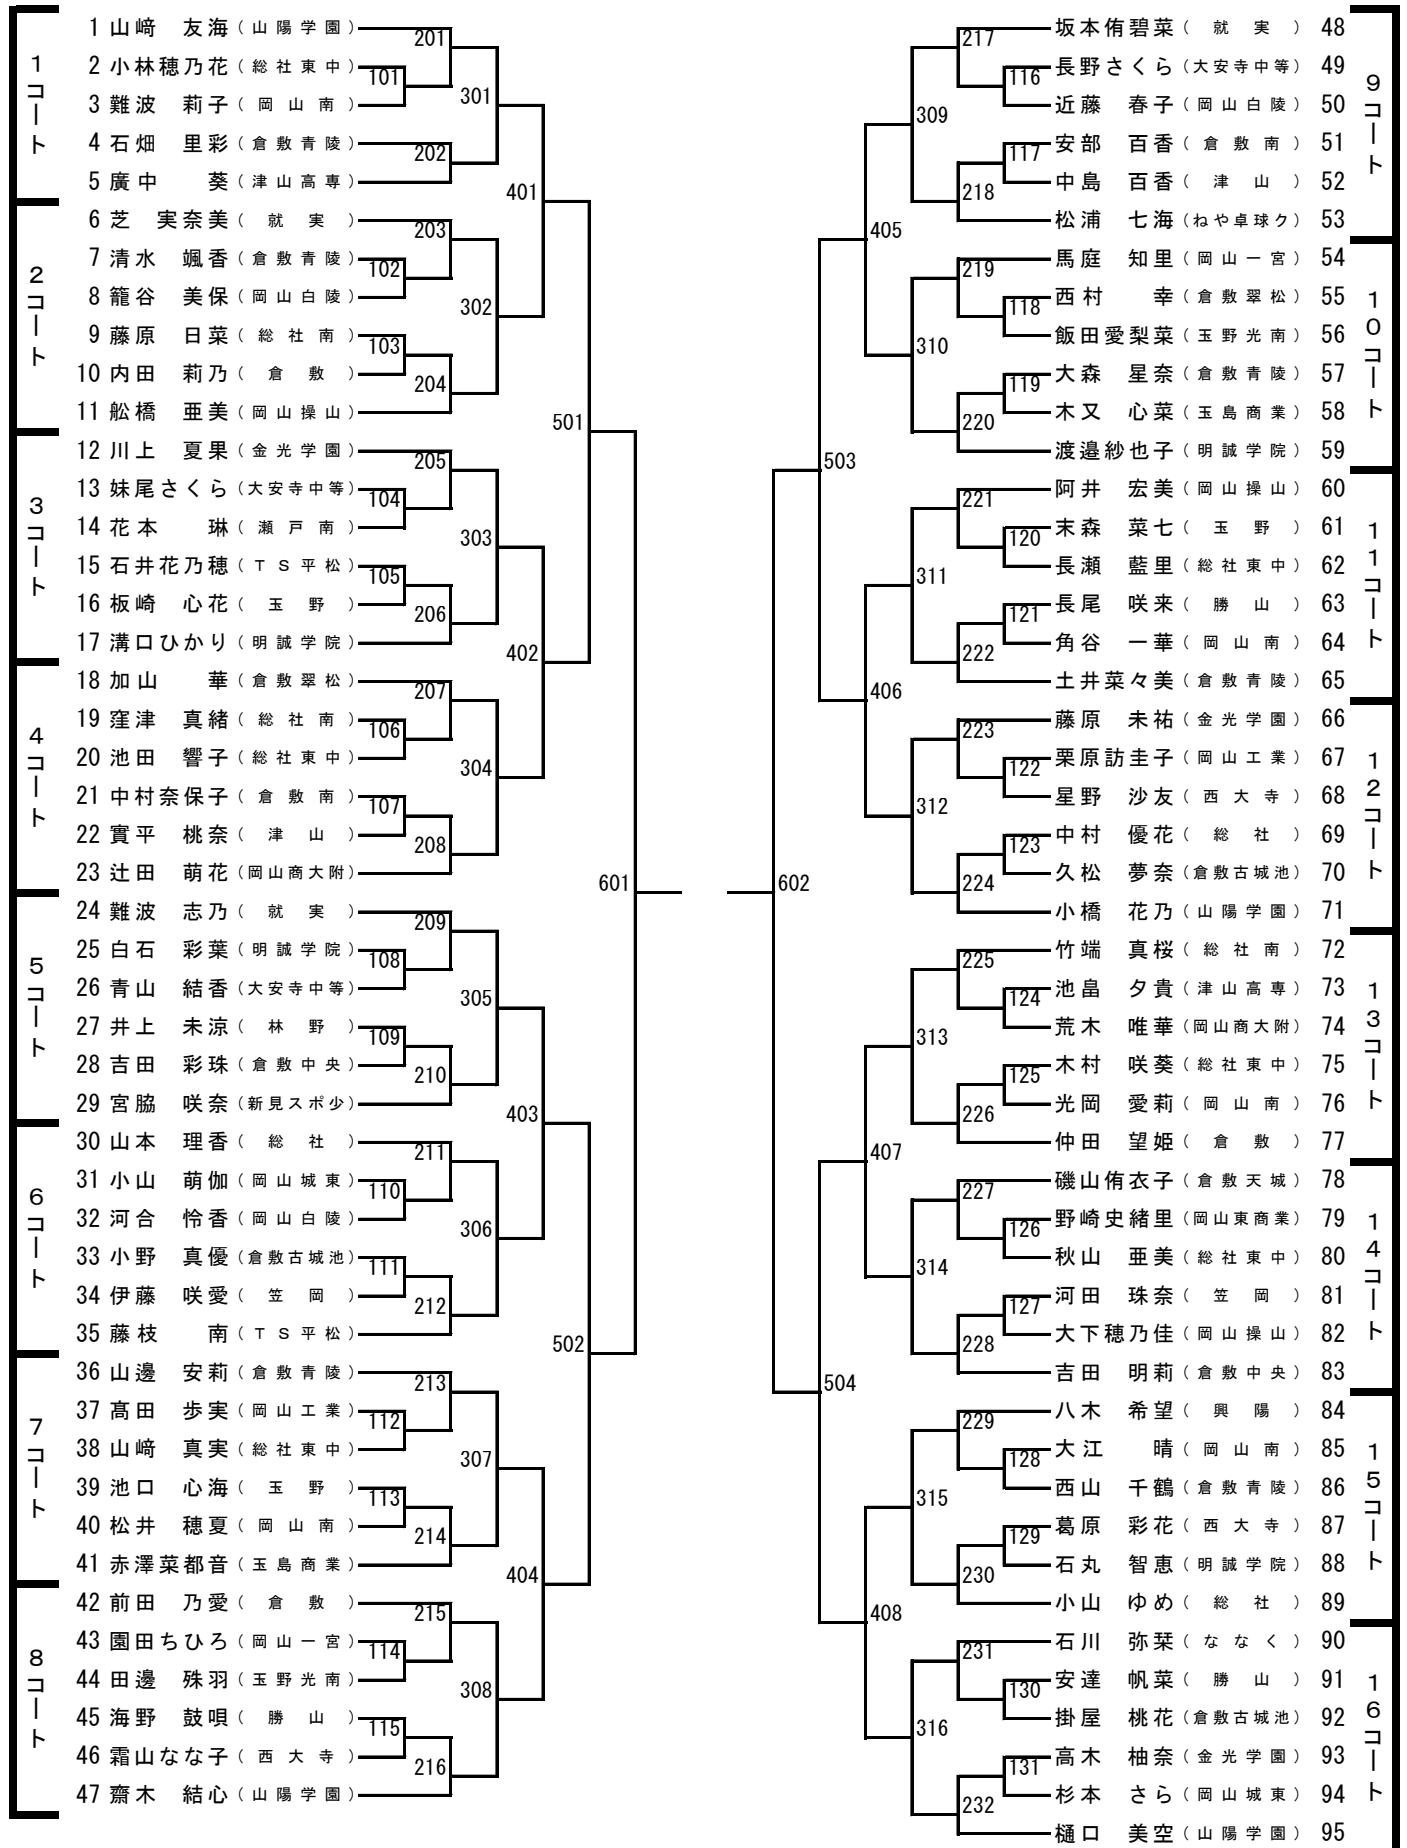 1コート
1 山﨑 友海 (山陽学園)
2 小林穂乃花 (総社東中)
3 難波 莉子 (岡山南)
4 石畑 里彩 (倉敷青陵)
5 廣中 葵 (津山高専)
2コート
6 芝 実奈美 (就実)
7 清水 颯香 (倉敷青陵)
8 籠谷 美保 (岡山白陵)
9 藤原 日菜 (総社南)
10 内田 莉乃 (倉敷)
11 舩橋 亜美 (岡山操山)
3コート
12 川上 夏果 (金光学園)
13 妹尾さくら (大安寺中等)
14 花本 琳 (瀬戸南)
15 石井花乃穂 (TS平松)
16 板崎 心花 (玉野)
17 溝口ひかり (明誠学院)
4コート
18 加山 華 (倉敷翠松)
19 窪津 真緒 (総社南)
20 池田 響子 (総社東中)
21 中村奈保子 (倉敷南)
22 實平 桃奈 (津山)
23 辻田 萌花 (岡山商大附)
5コート
24 難波 志乃 (就実)
25 白石 彩葉 (明誠学院)
26 青山 結香 (大安寺中等)
27 井上 未涼 (林野)
28 吉田 彩珠 (倉敷中央)
29 宮脇 咲奈 (新見スポ少)
6コート
30 山本 理香 (総社)
31 小山 萌伽 (岡山城東)
32 河合 怜香 (岡山白陵)
33 小野 真優 (倉敷古城池)
34 伊藤 咲愛 (笠岡)
35 藤枝 南 (TS平松)
7コート
36 山邊 安莉 (倉敷青陵)
37 髙田 歩実 (岡山工業)
38 山﨑 真実 (総社東中)
39 池口 心海 (玉野)
40 松井 穂夏 (岡山南)
41 赤澤菜都音 (玉島商業)
8コート
42 前田 乃愛 (倉敷)
43 園田ちひろ (岡山一宮)
44 田邊 殊羽 (玉野光南)
45 海野 鼓唄 (勝山)
46 霜山なな子 (西大寺)
47 齋木 結心 (山陽学園)
101
102
103
104
105
106
107
108
109
110
111
112
113
114
115
201
202
203
204
205
206
207
208
209
210
211
212
213
214
215
216
301
302
303
304
305
306
307
308
401
402
403
404
501
502
601
602
503
504
405
406
407
408
309
310
311
312
313
314
315
316
217
218
219
220
221
222
223
224
225
226
227
228
229
230
231
232
116
117
118
119
120
121
122
123
124
125
126
127
128
129
130
131
坂本侑碧菜 (就実) 48
長野さくら (大安寺中等) 49
近藤 春子 (岡山白陵) 50
安部 百香 (倉敷南) 51
中島 百香 (津山) 52
松浦 七海 (ねや卓球ク) 53
9コート
馬庭 知里 (岡山一宮) 54
西村 幸 (倉敷翠松) 55
飯田愛梨菜 (玉野光南) 56
大森 星奈 (倉敷青陵) 57
木又 心菜 (玉島商業) 58
渡邉紗也子 (明誠学院) 59
10コート
阿井 宏美 (岡山操山) 60
末森 菜七 (玉野) 61
長瀬 藍里 (総社東中) 62
長尾 咲来 (勝山) 63
角谷 一華 (岡山南) 64
土井菜々美 (倉敷青陵) 65
11コート
藤原 未祐 (金光学園) 66
栗原訪圭子 (岡山工業) 67
星野 沙友 (西大寺) 68
中村 優花 (総社) 69
久松 夢奈 (倉敷古城池) 70
小橋 花乃 (山陽学園) 71
12コート
竹端 真桜 (総社南) 72
池畠 夕貴 (津山高専) 73
荒木 唯華 (岡山商大附) 74
木村 咲葵 (総社東中) 75
光岡 愛莉 (岡山南) 76
仲田 望姫 (倉敷) 77
13コート
磯山侑衣子 (倉敷天城) 78
野崎史緒里 (岡山東商業) 79
秋山 亜美 (総社東中) 80
河田 珠奈 (笠岡) 81
大下穂乃佳 (岡山操山) 82
吉田 明莉 (倉敷中央) 83
14コート
八木 希望 (興陽) 84
大江 晴 (岡山南) 85
西山 千鶴 (倉敷青陵) 86
葛原 彩花 (西大寺) 87
石丸 智恵 (明誠学院) 88
小山 ゆめ (総社) 89
15コート
石川 弥栞 (ななく) 90
安達 帆菜 (勝山) 91
掛屋 桃花 (倉敷古城池) 92
高木 柚奈 (金光学園) 93
杉本 さら (岡山城東) 94
樋口 美空 (山陽学園) 95
16コート